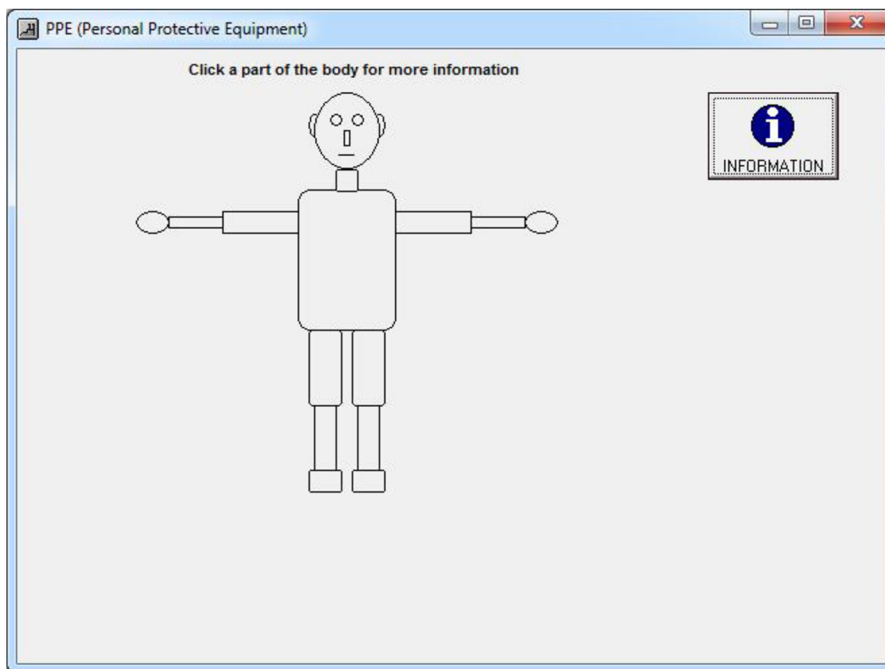 PPE (Personal Protective Equipment)
Click a part of the body for more information
INFORMATION